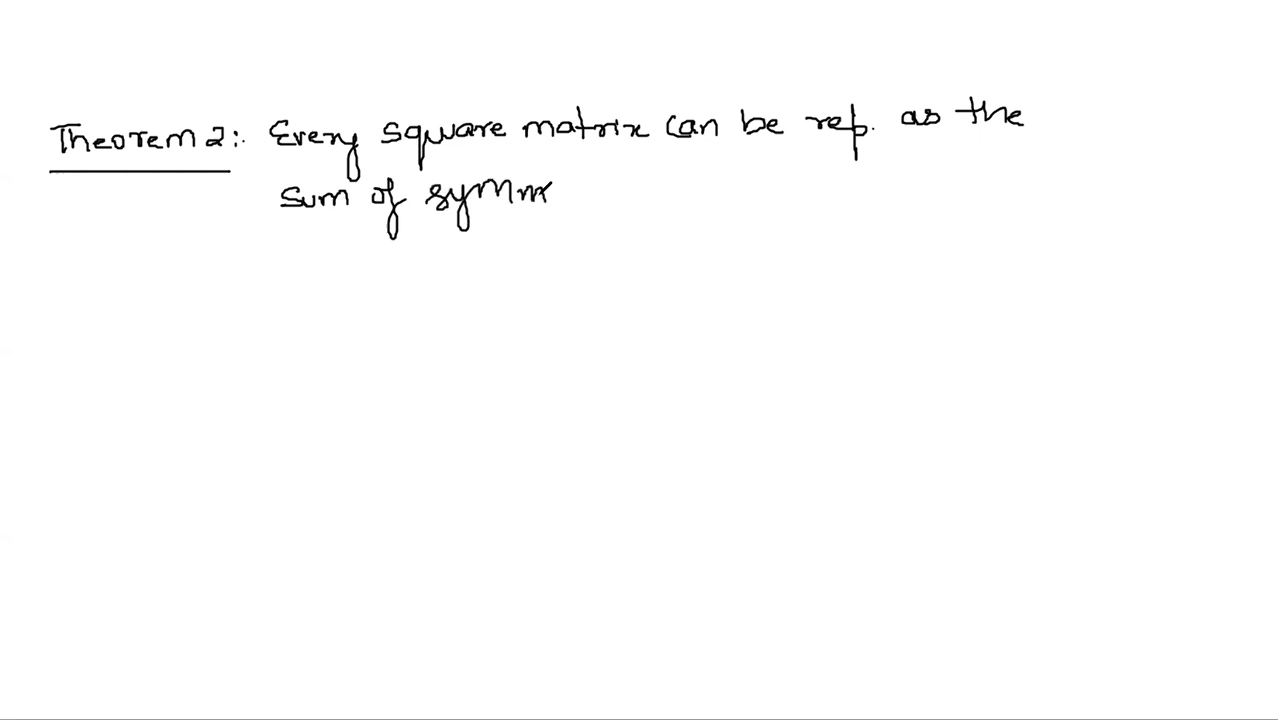 Theorem 2:. Every square matrix can be rep. as the
sum of symm